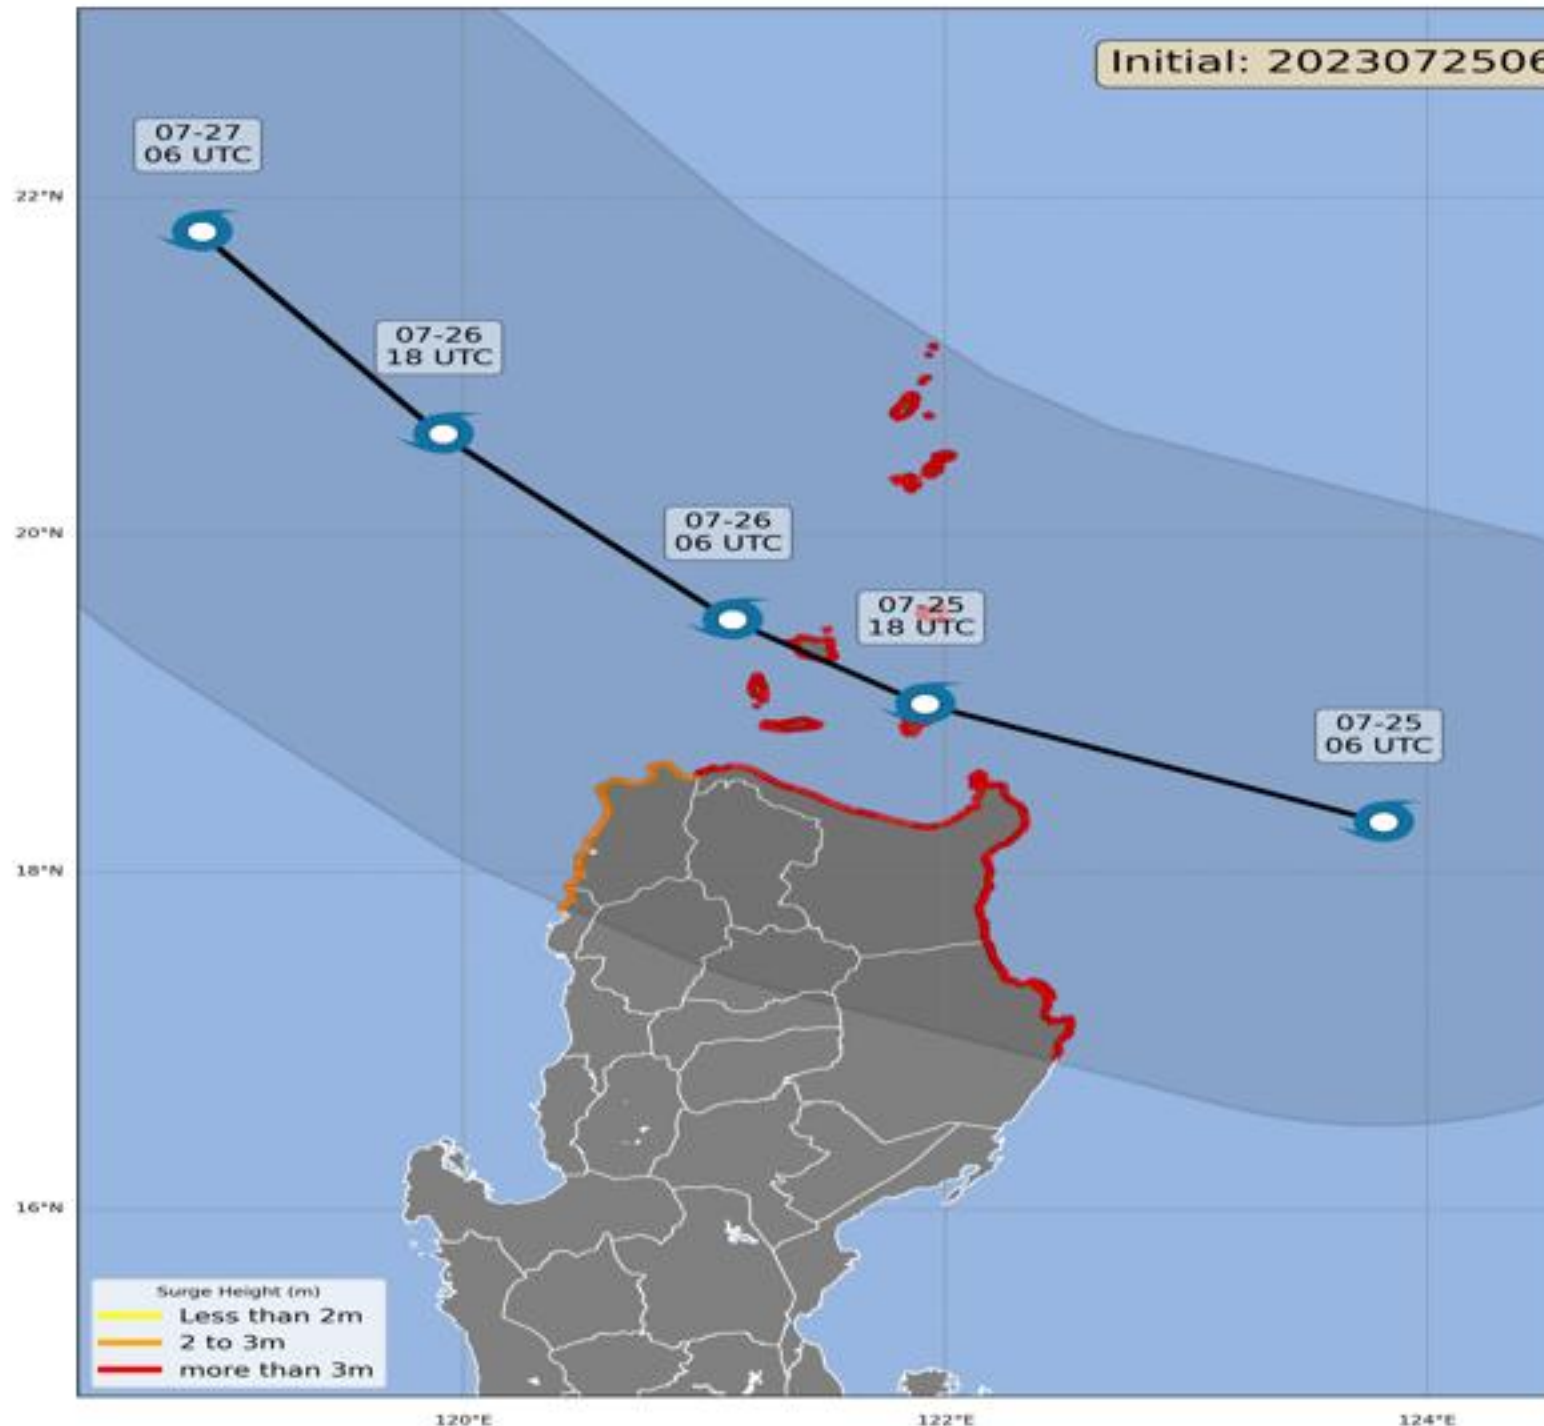 Initial: 2023072506
07-27
06 UTC
22°N
07-26
18 UTC
07-26
06 UTC
20°N
07-25
18 UTC
07-25
06 UTC
18°N
16°N
Surge Height (m)
Less than 2m
2 to 3m
more than 3m
120°E
122°E
124°E